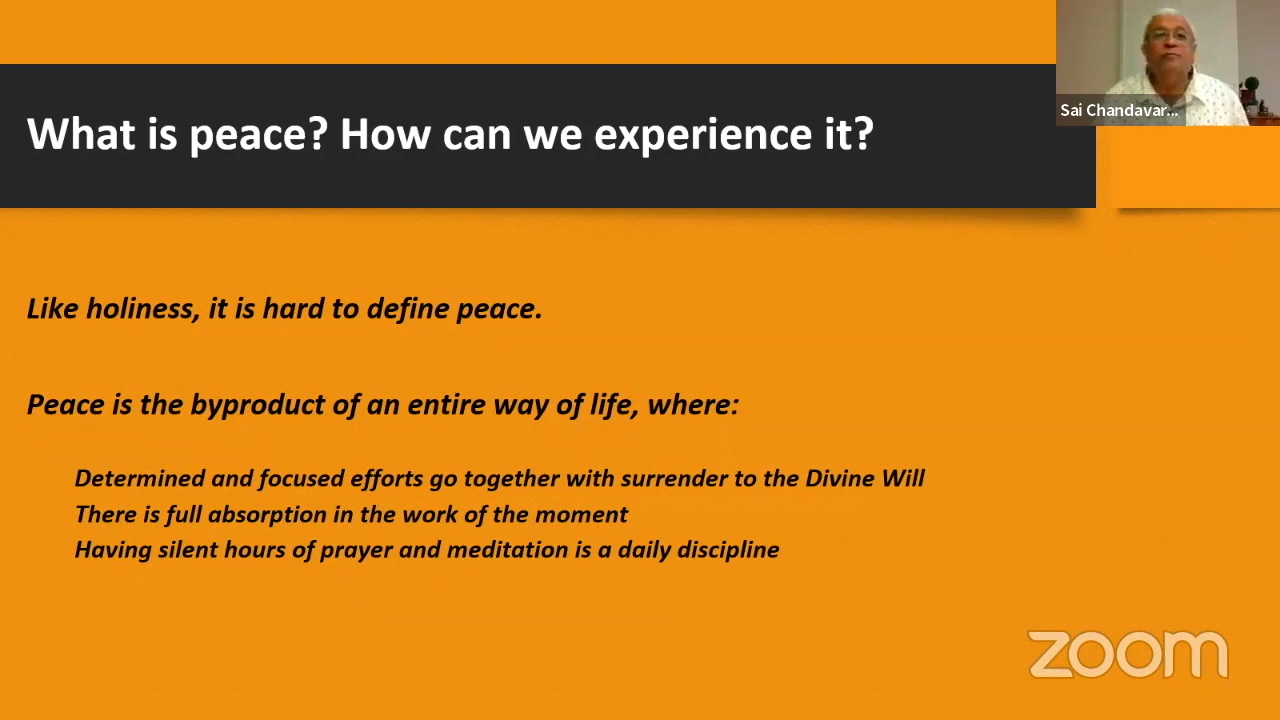 Sai Chandavar...
What is peace? How can we experience it?
Like holiness, it is hard to define peace.
Peace is the byproduct of an entire way of life, where:
Determined and focused efforts go together with surrender to the Divine Will
There is full absorption in the work of the moment
Having silent hours of prayer and meditation is a daily discipline
zoom